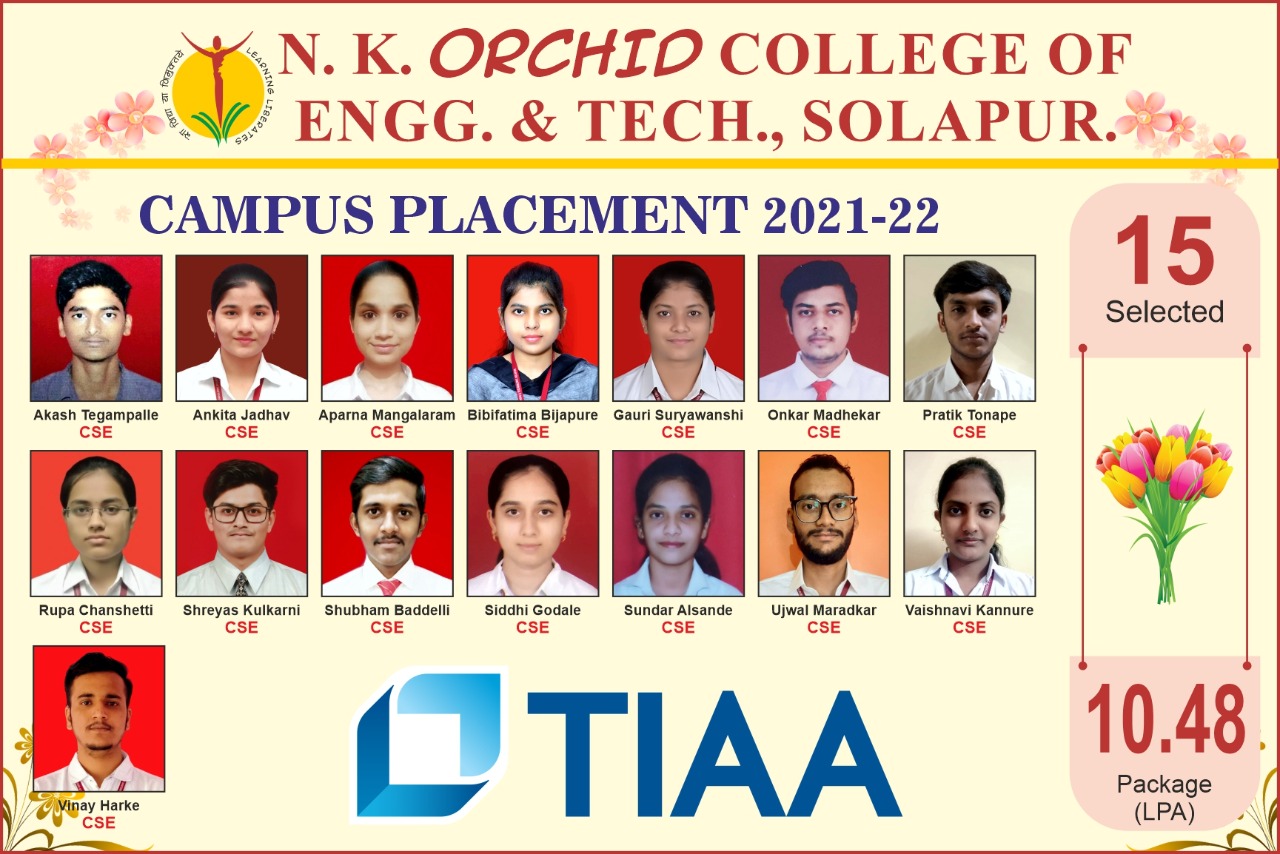 सा विद्या या विमुक्तये
LEARNING LIBERATES
N. K. ORCHID COLLEGE OF
ENGG. & TECH., SOLAPUR.
CAMPUS PLACEMENT 2021-22
15
Selected
Akash Tegampalle
CSE
Ankita Jadhav
CSE
Aparna Mangalaram
CSE
Bibifatima Bijapure
CSE
Gauri Suryawanshi
CSE
Onkar Madhekar
CSE
Pratik Tonape
CSE
Rupa Chanshetti
CSE
Shreyas Kulkarni
CSE
Shubham Baddelli
CSE
Siddhi Godale
CSE
Sundar Alsande
CSE
Ujwal Maradkar
CSE
Vaishnavi Kannure
CSE
Vinay Harke
CSE
TIAA
10.48
Package
(LPA)